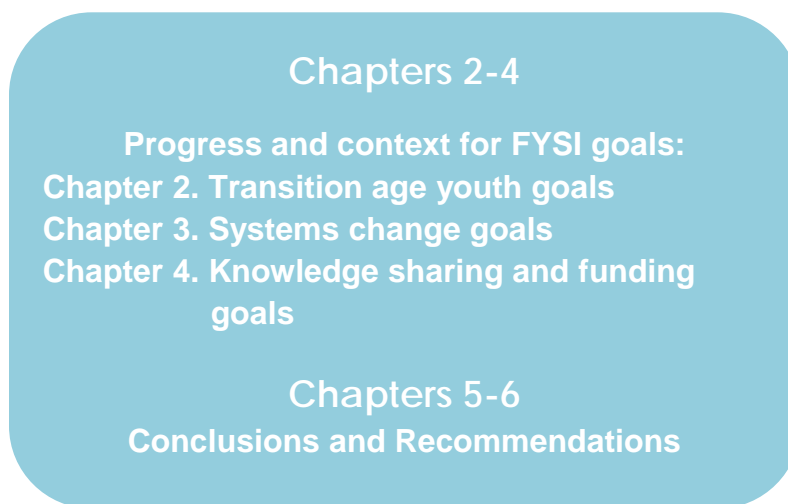 Chapters 2-4
Progress and context for FYSI goals:
Chapter 2. Transition age youth goals
Chapter 3. Systems change goals
Chapter 4. Knowledge sharing and funding
goals
Chapters 5-6
Conclusions and Recommendations